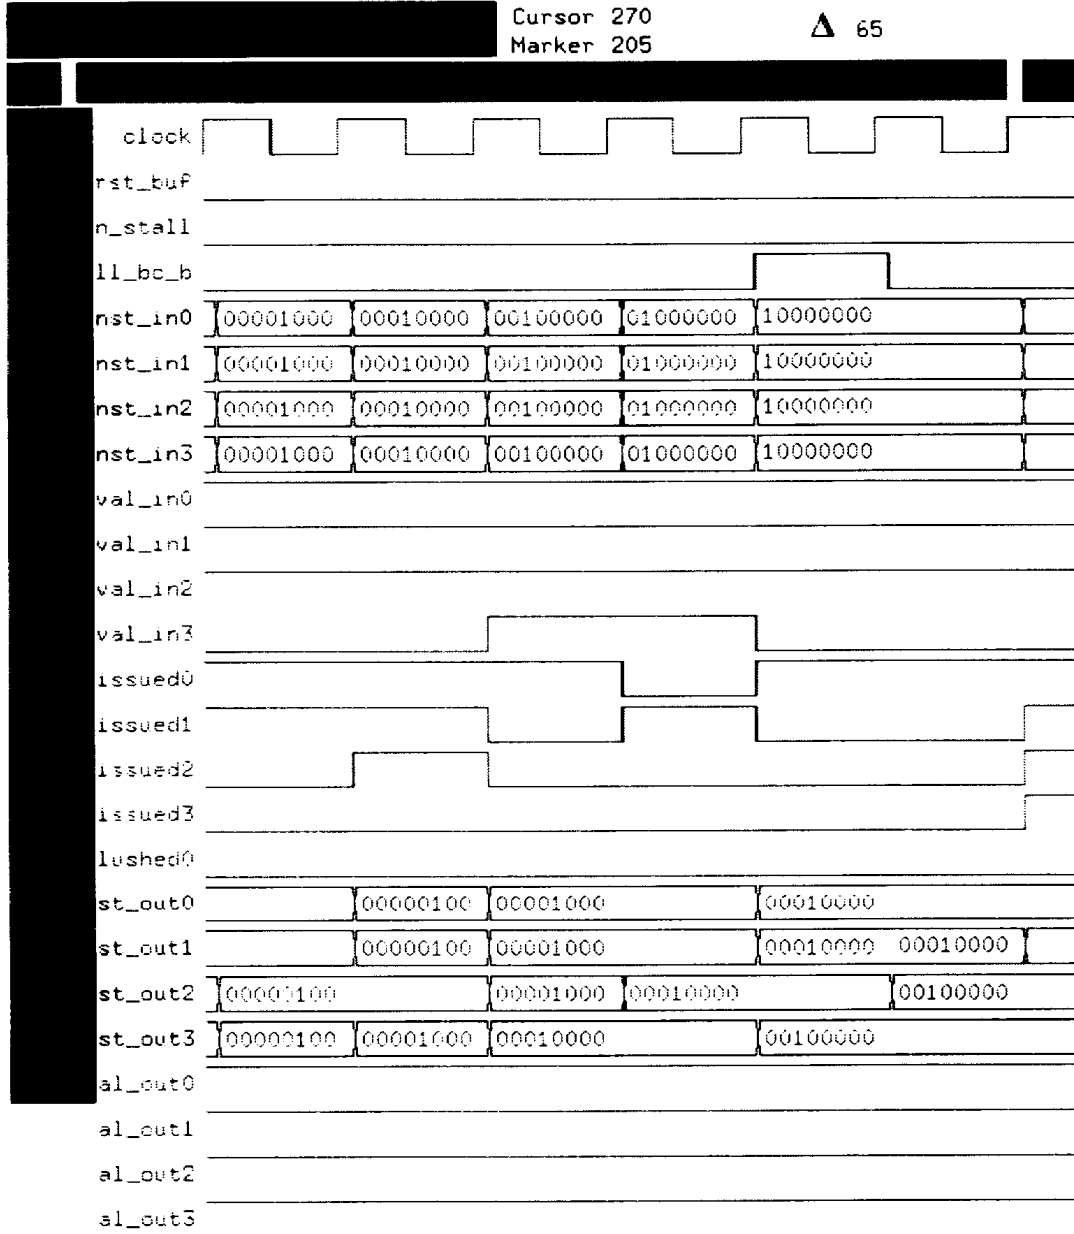 Cursor 270
Marker 205
Δ 65
clock
rst_buf
n_stall
ll_bc_b
nst_in0 00001000 00010000 00100000 01000000 10000000
nst_in1 00001000 00010000 00100000 01000000 10000000
nst_in2 00001000 00010000 00100000 01000000 10000000
nst_in3 00001000 00010000 00100000 01000000 10000000
val_in0
val_in1
val_in2
val_in3
issued0
issued1
issued2
issued3
lushed0
st_out0 00000100 00001000 00010000
st_out1 00000100 00001000 00010000 00010000
st_out2 00000100 00001000 00010000 00100000
st_out3 00000100 00001000 00010000 00100000
al_out0
al_out1
al_out2
al_out3